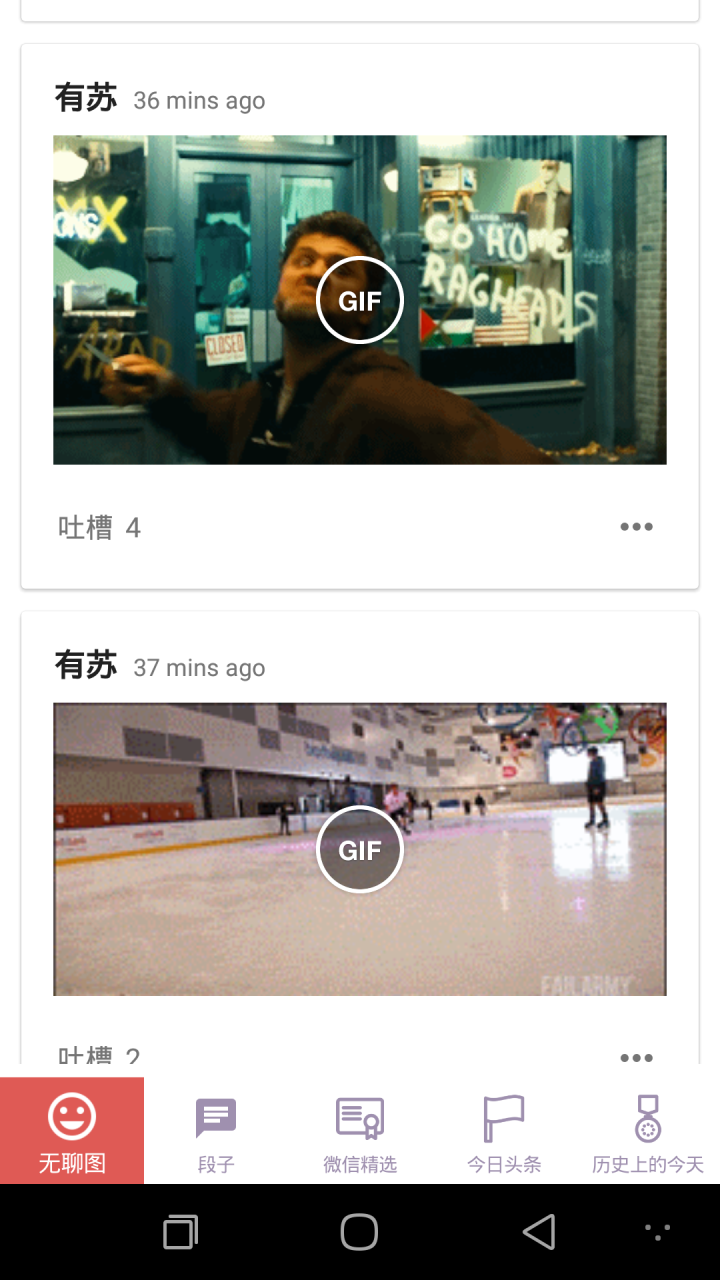 有苏 36 mins ago
XX
GO HOME
RAGHEADS
ARAB
CLOSED
GIF
吐槽 4
有苏 37 mins ago
GIF
FAILARMY
吐槽 2
无聊图
段子
微信精选
今日头条
历史上的今天